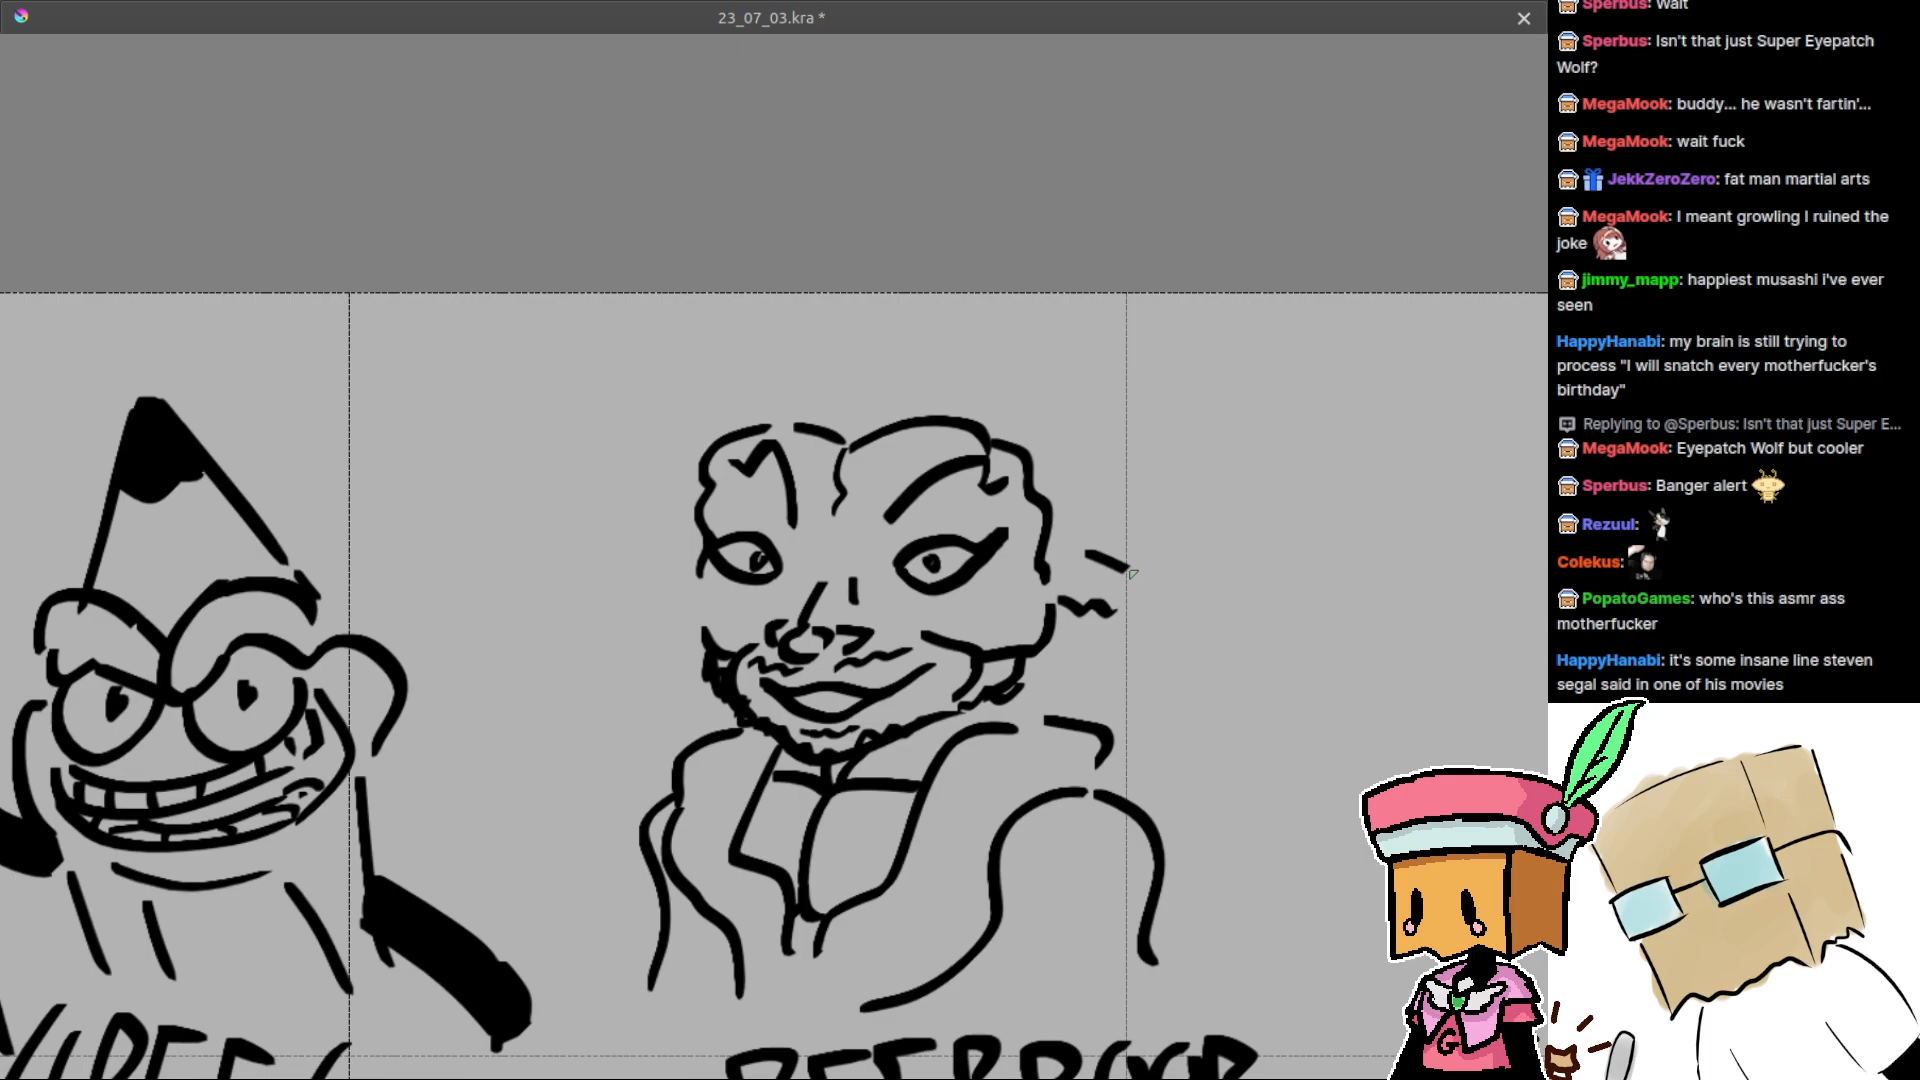 23_07_03.kra *
Sperbus: Wait
Sperbus: Isn't that just Super Eyepatch
Wolf?
MegaMook: buddy... he wasn't fartin'...
MegaMook: wait fuck
JekkZeroZero: fat man martial arts
MegaMook: I meant growling I ruined the
joke
jimmy_mapp: happiest musashi i've ever
seen
HappyHanabi: my brain is still trying to
process "I will snatch every motherfucker's
birthday"
Replying to @Sperbus: Isn't that just Super E...
MegaMook: Eyepatch Wolf but cooler
Sperbus: Banger alert
Rezuul:
Colekus:
PopatoGames: who's this asmr ass
motherfucker
HappyHanabi: it's some insane line steven
segal said in one of his movies
G